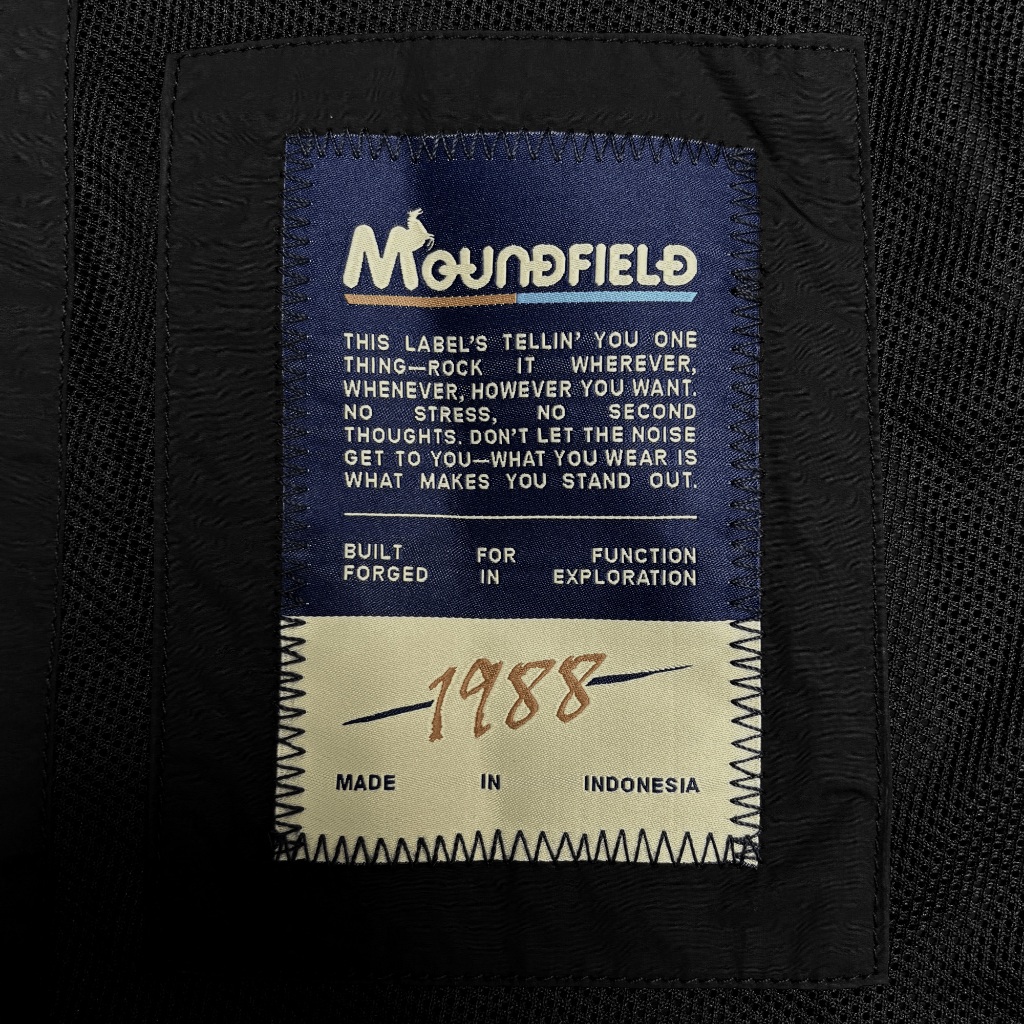 MOUNDFIELD
THIS LABEL'S TELLIN' YOU ONE
THING—ROCK IT WHEREVER,
WHENEVER, HOWEVER YOU WANT.
NO STRESS, NO SECOND
THOUGHTS. DON'T LET THE NOISE
GET TO YOU—WHAT YOU WEAR IS
WHAT MAKES YOU STAND OUT.
BUILT FOR FUNCTION
FORGED IN EXPLORATION
1988
MADE IN INDONESIA